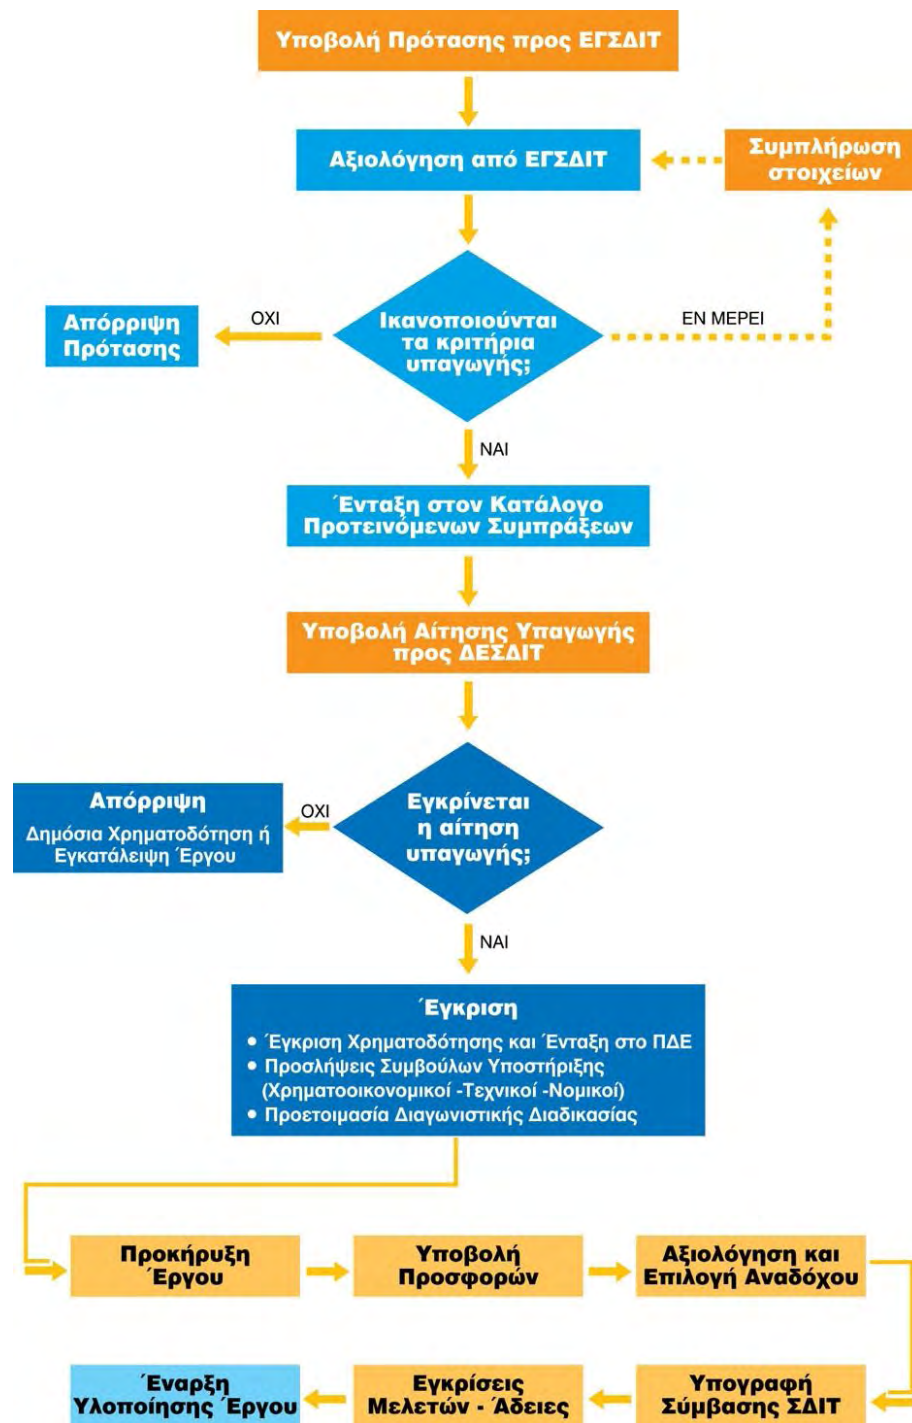 Υποβολή Πρότασης προς ΕΓΣΔΙΤ
Αξιολόγηση από ΕΓΣΔΙΤ
Συμπλήρωση
στοιχείων
Ικανοποιούνται
τα κριτήρια
υπαγωγής;
ΟΧΙ
Απόρριψη
Πρότασης
ΕΝ ΜΕΡΕΙ
ΝΑΙ
Ένταξη στον Κατάλογο
Προτεινόμενων Συμπράξεων
Υποβολή Αίτησης Υπαγωγής
προς ΔΕΣΔΙΤ
Εγκρίνεται
η αίτηση
υπαγωγής;
ΟΧΙ
Απόρριψη
Δημόσια Χρηματοδότηση ή
Εγκατάλειψη Έργου
ΝΑΙ
Έγκριση
• Έγκριση Χρηματοδότησης και Ένταξη στο ΠΔΕ
• Προσλήψεις Συμβούλων Υποστήριξης
(Χρηματοοικονομικοί -Τεχνικοί -Νομικοί)
• Προετοιμασία Διαγωνιστικής Διαδικασίας
Προκήρυξη
Έργου
Υποβολή
Προσφορών
Αξιολόγηση και
Επιλογή Αναδόχου
Υπογραφή
Σύμβασης ΣΔΙΤ
Εγκρίσεις
Μελετών - Άδειες
Έναρξη
Υλοποίησης Έργου